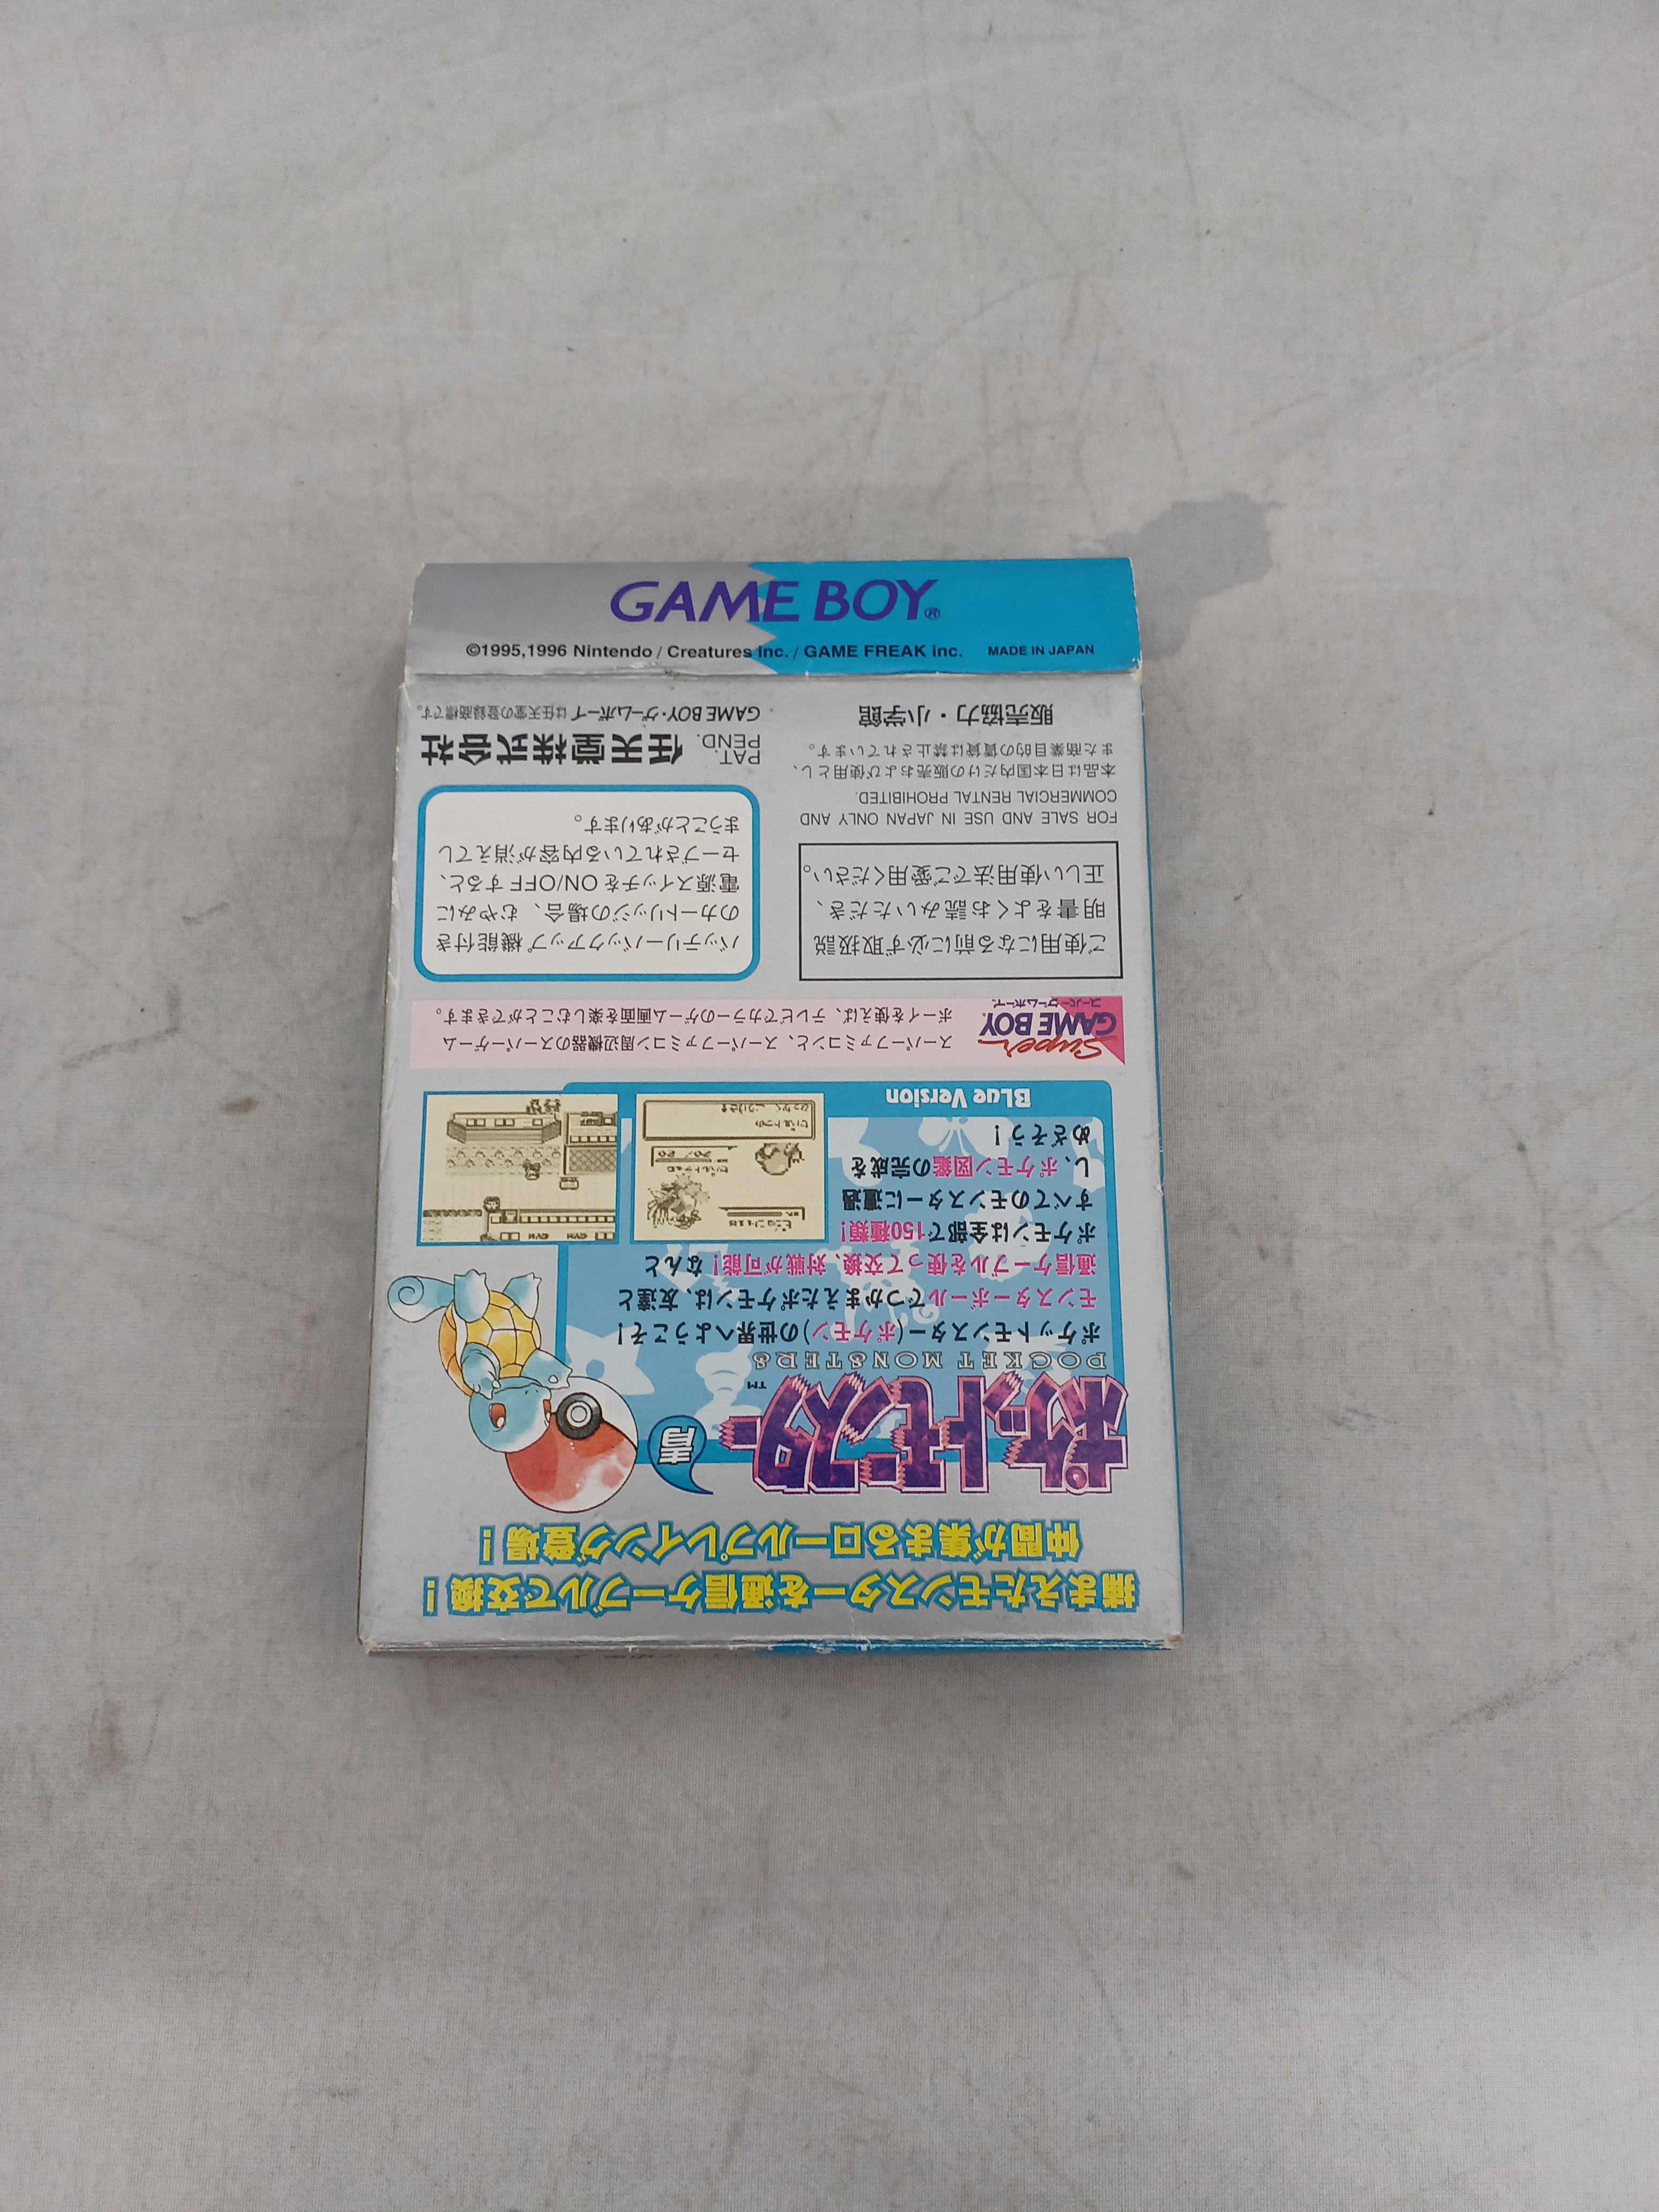 GAME BOY®
©1995,1996 Nintendo / Creatures inc. / GAME FREAK inc. MADE IN JAPAN
捕まえたモンスターを通信ケーブルで交換！
仲間が集まるロールプレイング登場！
ポケットモンスター™
青
POCKET MONSTERS
ポケットモンスター(ポケモン)の世界へようこそ！
モンスターボールでつかまえたポケモンは、友達と
通信ケーブルを使って交換、対戦が可能！なんと
ポケモンは全部で150種類！
すべてのモンスターに遭遇
し、ポケモン図鑑の完成を
めざそう！
BLue Version
Super
GAME BOY
スーパーゲームボーイ
スーパーファミコンと、スーパーファミコン周辺機器のスーパーゲーム
ボーイを使えば、テレビでカラーのゲーム画面を楽しむことができます。
ご使用になる前に必ず取扱説
明書をよくお読みいただき、
正しい使用法でご愛用ください。
バッテリーバックアップ機能付き
のカートリッジの場合、むやみに
電源スイッチをON/OFFすると、
セーブされている内容が消えてし
まうことがあります。
FOR SALE AND USE IN JAPAN ONLY AND
COMMERCIAL RENTAL PROHIBITED.
本品は日本国内だけの販売および使用とし、
また商業目的の賃貸は禁止されています。
販売協力・小学館
PAT.
PEND.
任天堂株式会社
GAME BOY・ゲームボーイは任天堂の登録商標です。